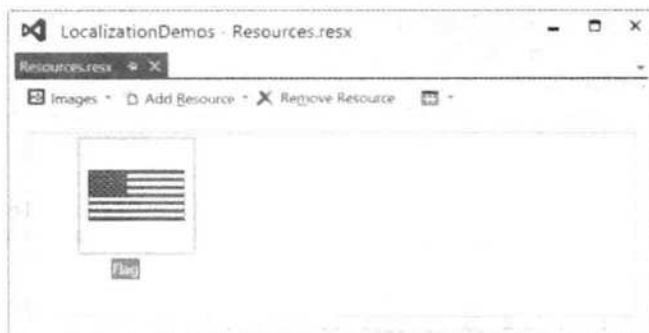 LocalizationDemos - Resources.resx
Resources.resx
Images Add Resource Remove Resource
Flag